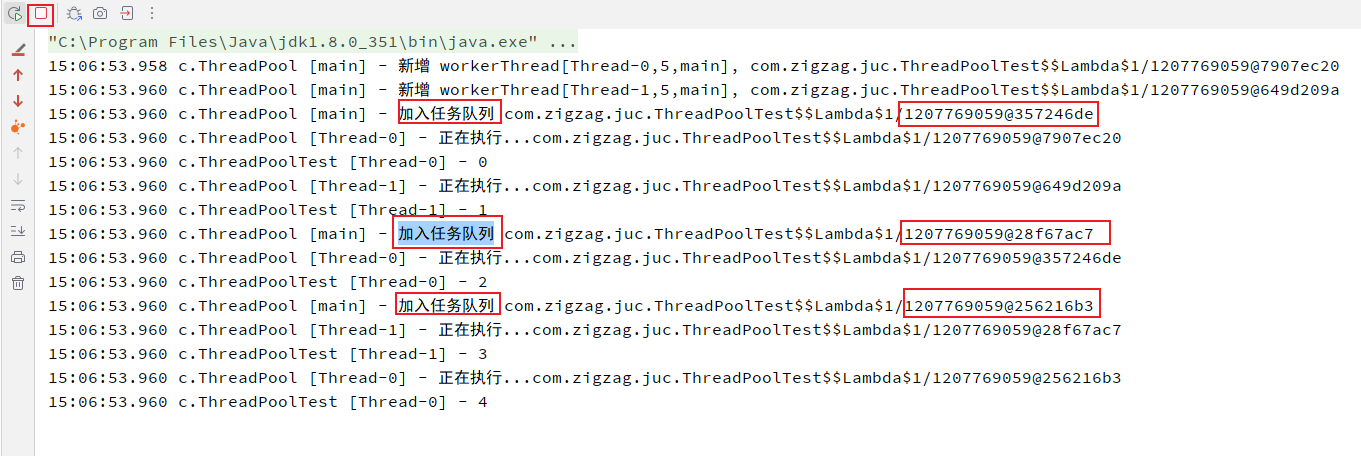 "C:\Program Files\Java\jdk1.8.0_351\bin\java.exe" ...
15:06:53.958 c.ThreadPool [main] - 新增 workerThread[Thread-0,5,main], com.zigzag.juc.ThreadPoolTest$$Lambda$1/1207769059@7907ec20
15:06:53.960 c.ThreadPool [main] - 新增 workerThread[Thread-1,5,main], com.zigzag.juc.ThreadPoolTest$$Lambda$1/1207769059@649d209a
15:06:53.960 c.ThreadPool [main] - 加入任务队列 com.zigzag.juc.ThreadPoolTest$$Lambda$1/1207769059@357246de
15:06:53.960 c.ThreadPool [Thread-0] - 正在执行...com.zigzag.juc.ThreadPoolTest$$Lambda$1/1207769059@7907ec20
15:06:53.960 c.ThreadPoolTest [Thread-0] - 0
15:06:53.960 c.ThreadPool [Thread-1] - 正在执行...com.zigzag.juc.ThreadPoolTest$$Lambda$1/1207769059@649d209a
15:06:53.960 c.ThreadPoolTest [Thread-1] - 1
15:06:53.960 c.ThreadPool [main] - 加入任务队列 com.zigzag.juc.ThreadPoolTest$$Lambda$1/1207769059@28f67ac7
15:06:53.960 c.ThreadPool [Thread-0] - 正在执行...com.zigzag.juc.ThreadPoolTest$$Lambda$1/1207769059@357246de
15:06:53.960 c.ThreadPoolTest [Thread-0] - 2
15:06:53.960 c.ThreadPool [main] - 加入任务队列 com.zigzag.juc.ThreadPoolTest$$Lambda$1/1207769059@256216b3
15:06:53.960 c.ThreadPool [Thread-1] - 正在执行...com.zigzag.juc.ThreadPoolTest$$Lambda$1/1207769059@28f67ac7
15:06:53.960 c.ThreadPoolTest [Thread-1] - 3
15:06:53.960 c.ThreadPool [Thread-0] - 正在执行...com.zigzag.juc.ThreadPoolTest$$Lambda$1/1207769059@256216b3
15:06:53.960 c.ThreadPoolTest [Thread-0] - 4